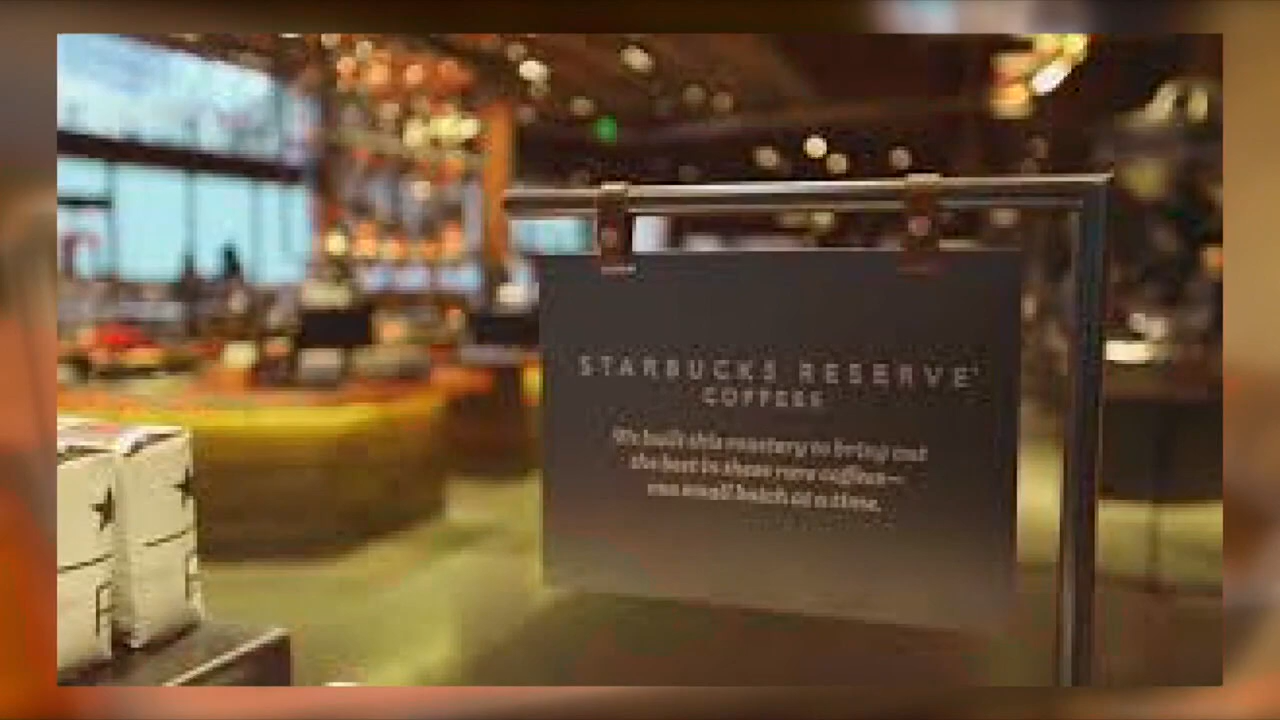 STARBUCKS RESERVE®
COFFEES
We built this roastery to bring out
the best in these rare coffees—
one small batch at a time.
R
R